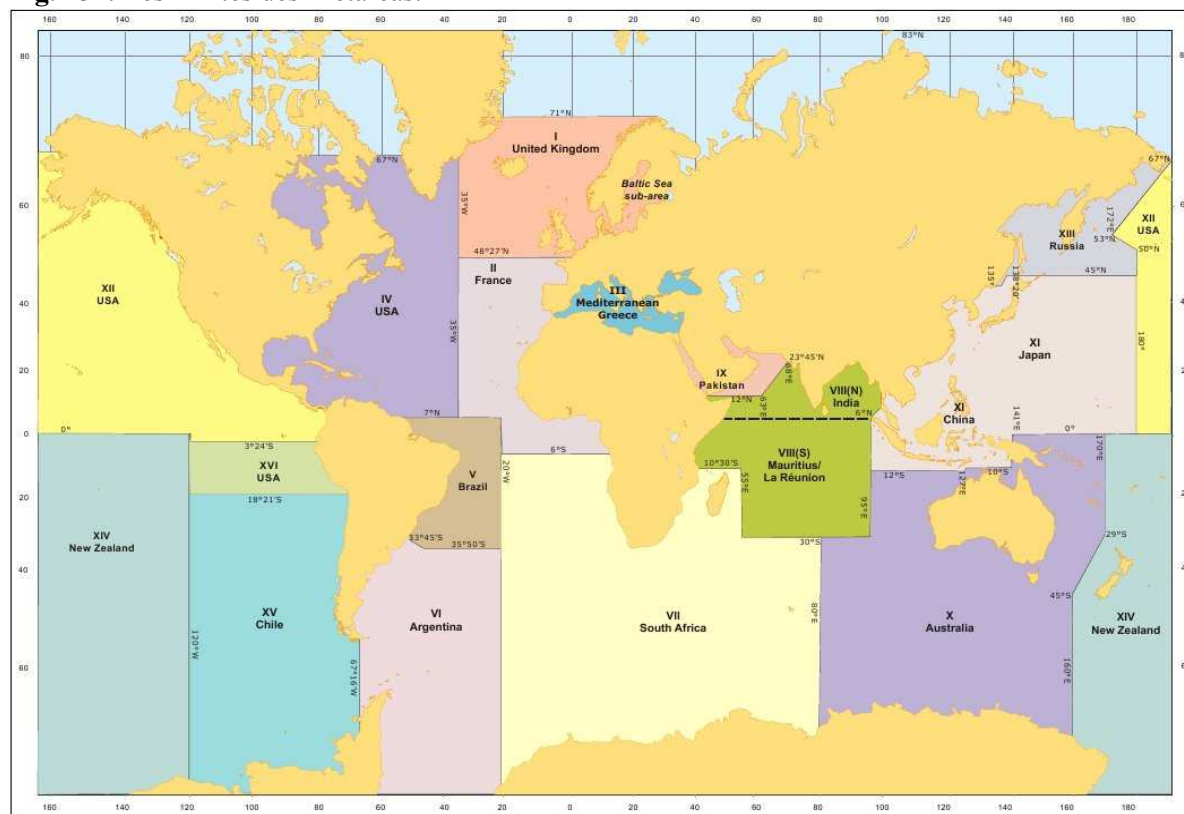 160 140 120 100 80 60 40 20 0 20 40 60 80 100 120 140 160 180
83°N
80
71°N
I
United Kingdom
67°N
67°N
60
Baltic Sea
sub-area
35°W
172°E
XII
USA
XIII
Russia
53°N
50°N
48°27'N
II
France
45°N
135°
138°20'
40
XII
USA
IV
USA
III
Mediterranean
Greece
35°W
180°
XI
Japan
23°45'N
68°E
20
IX
Pakistan
VIII(N)
India
12°N
63°E
6°N
XI
China
141°E
7°N
0
0°
0°
3°24'S
6°S
170°E
XVI
USA
V
Brazil
20°W
10°30'S
VIII(S)
Mauritius/
La Réunion
55°E
95°E
12°S
127°E
10°S
20
18°21'S
XIV
New Zealand
33°45'S
35°50'S
30°S
29°S
40
45°S
XV
Chile
120°W
67°16'W
VI
Argentina
VII
South Africa
80°E
X
Australia
160°E
XIV
New Zealand
60
160 140 120 100 80 60 40 20 0 20 40 60 80 100 120 140 160 180